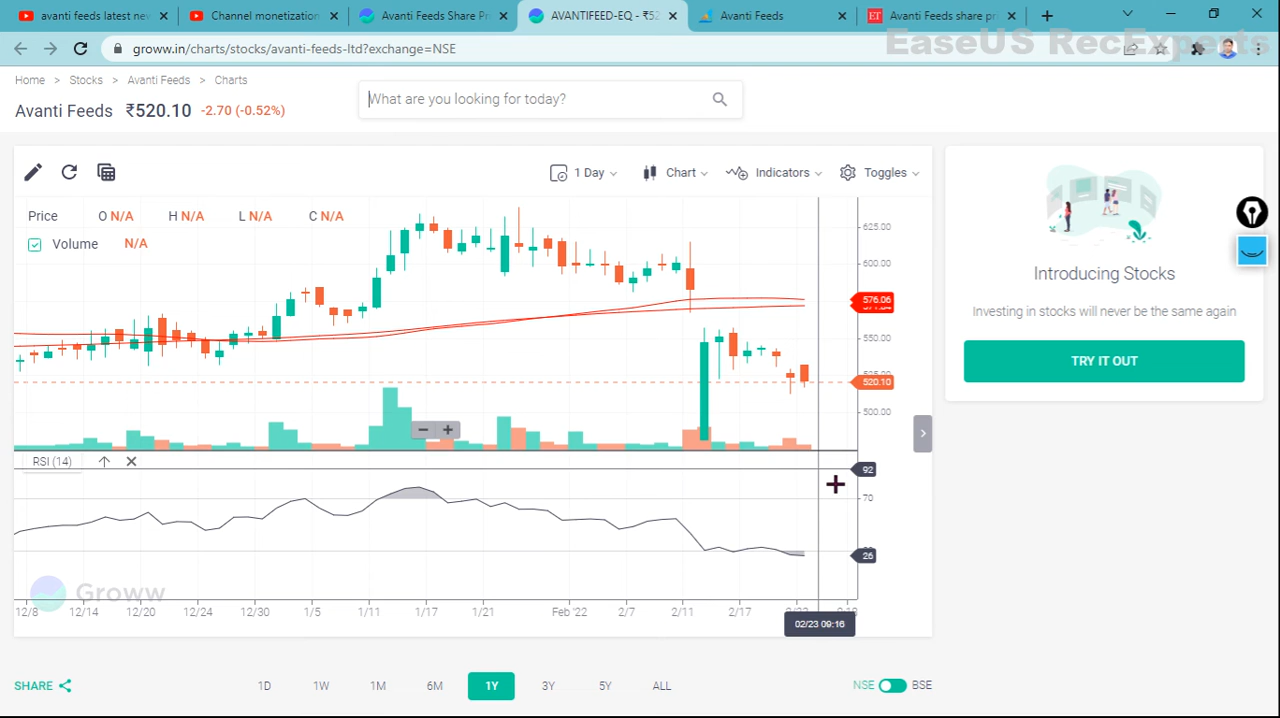 avanti feeds latest nev
Channel monetization
Avanti Feeds Share Pr
AVANTIFEED-EQ - ₹520
Avanti Feeds
ET Avanti Feeds share pri
groww.in/charts/stocks/avanti-feeds-ltd?exchange=NSE
EaseUS RecExperts
Home > Stocks > Avanti Feeds > Charts
Avanti Feeds ₹520.10 -2.70 (-0.52%)
What are you looking for today?
1 Day Chart Indicators Toggles
Price O N/A H N/A L N/A C N/A
Volume N/A
625.00
600.00
576.06
550.00
520.10
500.00
RSI (14)
92
70
26
Groww
12/8 12/14 12/20 12/24 12/30 1/5 1/11 1/17 1/21 Feb '22 2/7 2/11 2/17
02/23 09:16
Introducing Stocks
Investing in stocks will never be the same again
TRY IT OUT
SHARE 1D 1W 1M 6M 1Y 3Y 5Y ALL NSE BSE